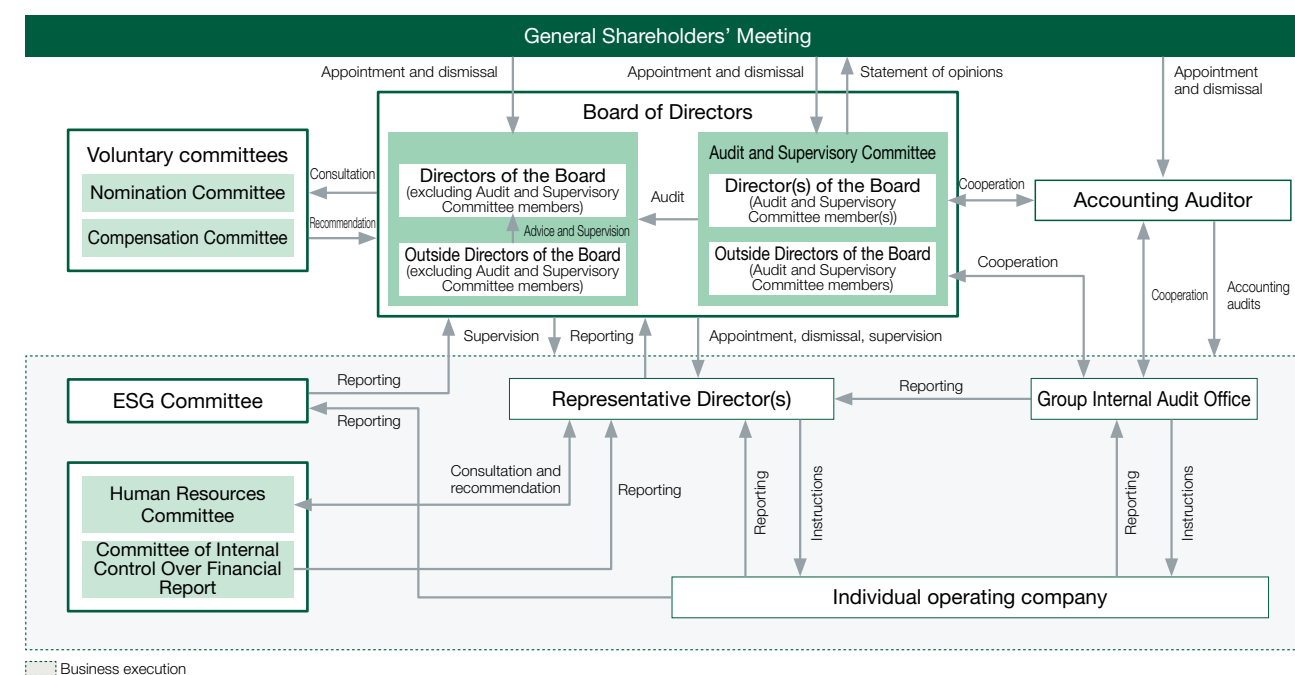 General Shareholders' Meeting
Appointment and dismissal
Appointment and dismissal
Statement of opinions
Appointment
and dismissal
Board of Directors
Voluntary committees
Nomination Committee
Compensation Committee
Consultation
Recommendation
Directors of the Board
(excluding Audit and Supervisory
Committee members)
Advice and Supervision
Outside Directors of the Board
(excluding Audit and Supervisory
Committee members)
Audit
Audit and Supervisory Committee
Director(s) of the Board
(Audit and Supervisory
Committee member(s))
Outside Directors of the Board
(Audit and Supervisory
Committee members)
Cooperation
Accounting Auditor
Cooperation
Cooperation
Accounting
audits
Supervision
Reporting
Appointment, dismissal, supervision
ESG Committee
Reporting
Reporting
Representative Director(s)
Reporting
Group Internal Audit Office
Human Resources
Committee
Committee of Internal
Control Over Financial
Report
Consultation and
recommendation
Reporting
Reporting
Instructions
Reporting
Instructions
Individual operating company
Business execution